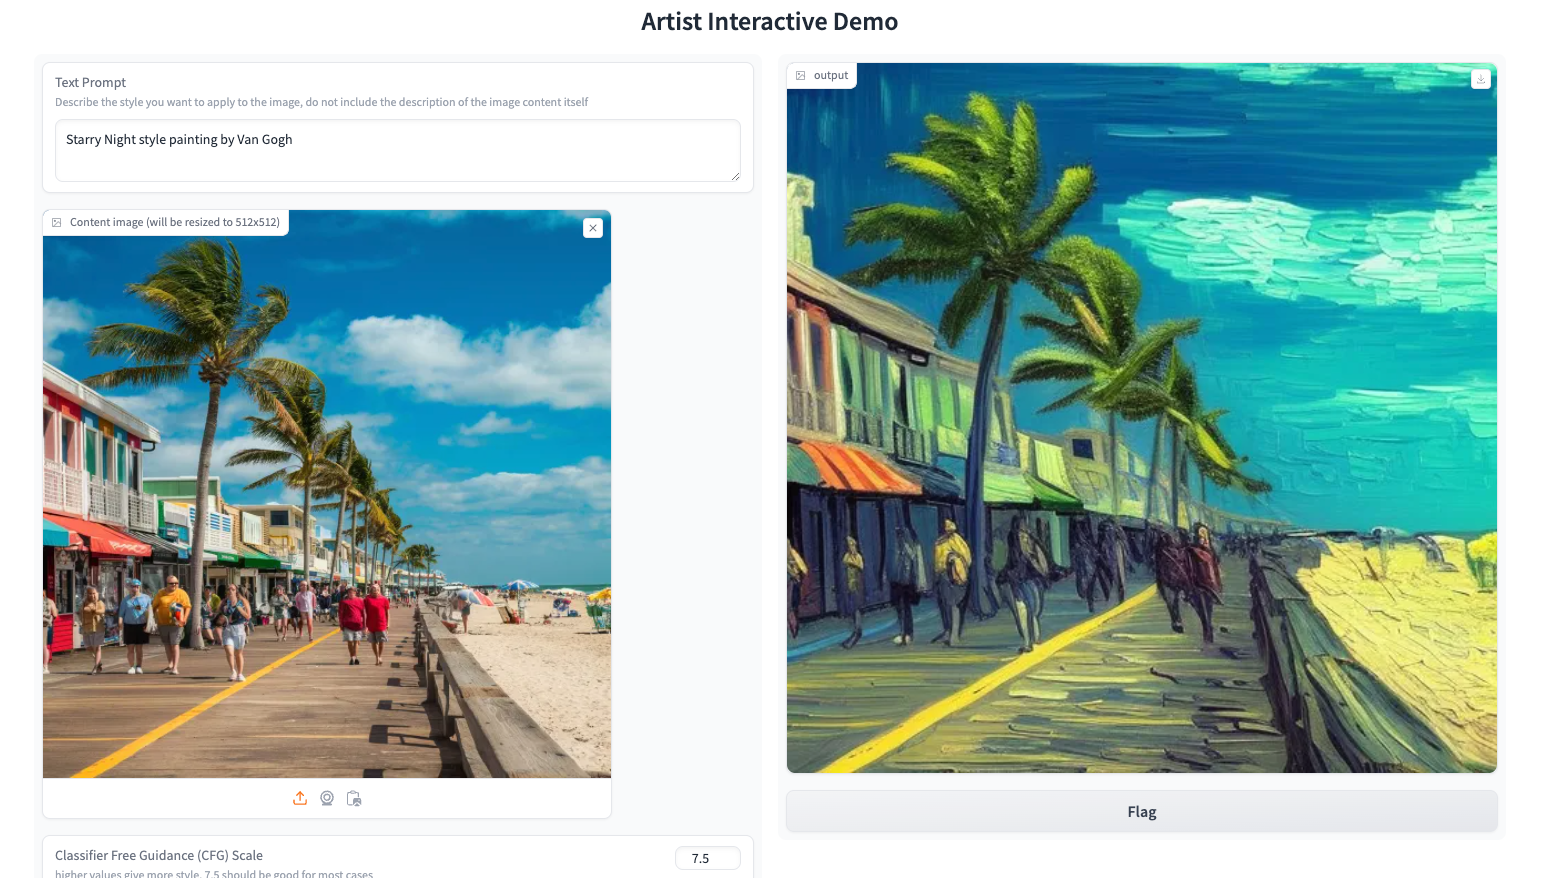 Artist Interactive Demo
Text Prompt
Describe the style you want to apply to the image, do not include the description of the image content itself
Starry Night style painting by Van Gogh
Content image (will be resized to 512x512)
Classifier Free Guidance (CFG) Scale
7.5
higher values give more style, 7.5 should be good for most cases
output
Flag